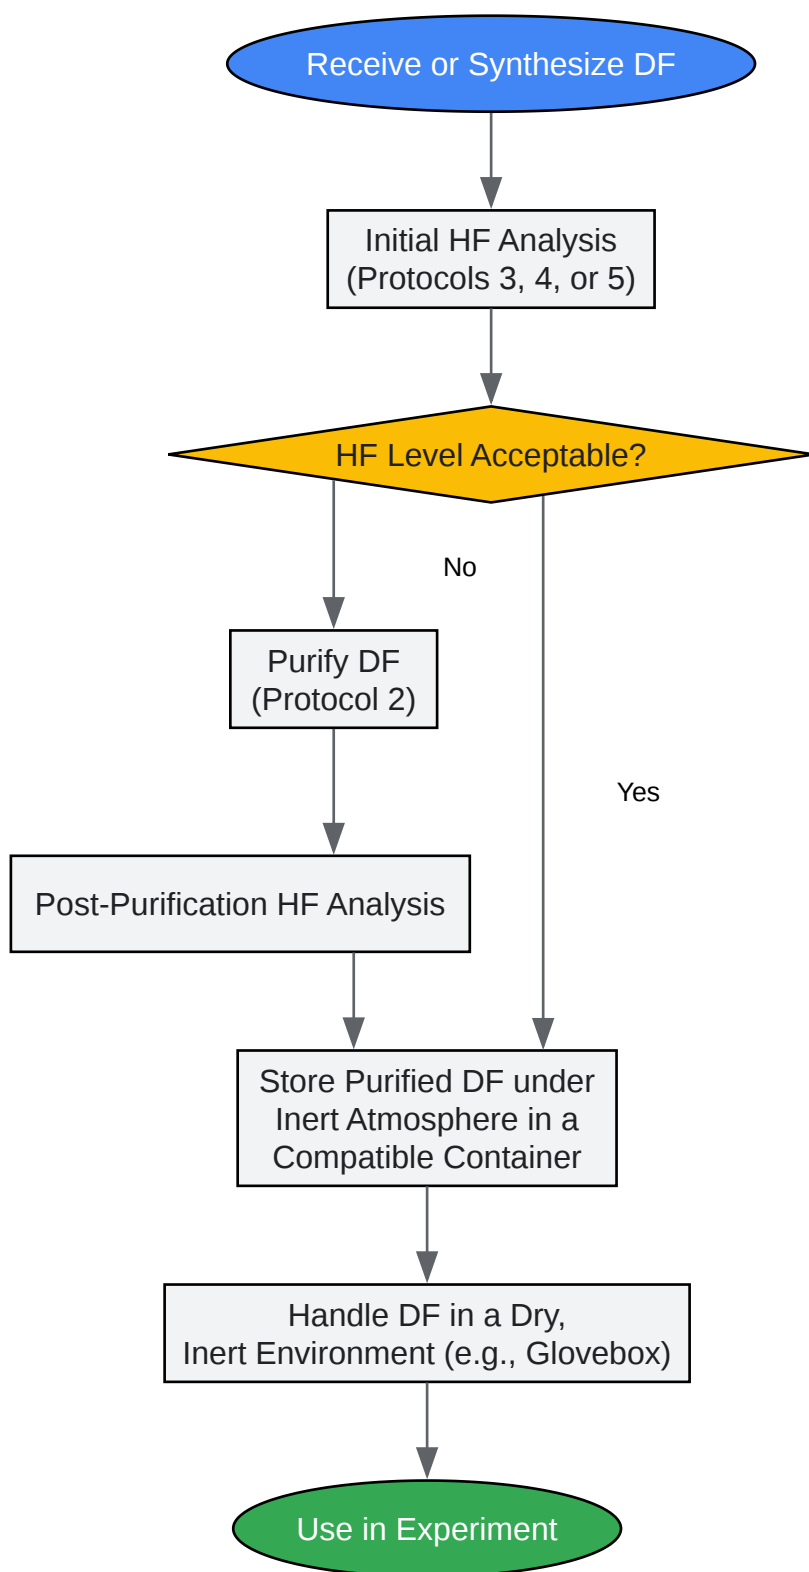 Receive or Synthesize DF
Initial HF Analysis
(Protocols 3, 4, or 5)
HF Level Acceptable?
No
Purify DF
(Protocol 2)
Yes
Post-Purification HF Analysis
Store Purified DF under
Inert Atmosphere in a
Compatible Container
Handle DF in a Dry,
Inert Environment (e.g., Glovebox)
Use in Experiment